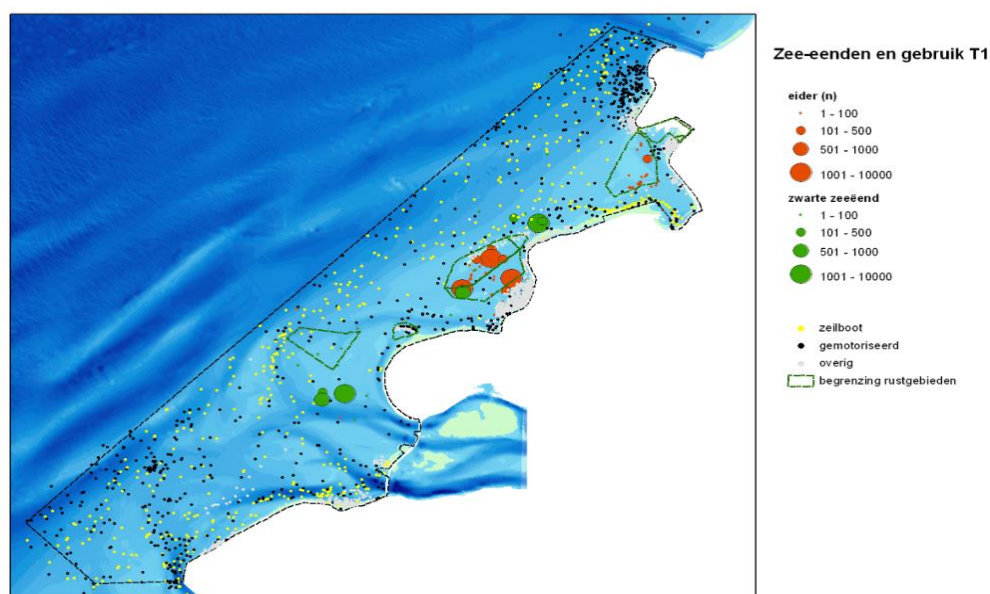 Zee-eenden en gebruik T1
eider (n)
1 - 100
101 - 500
501 - 1000
1001 - 10000
zwarte zeeëend
1 - 100
101 - 500
501 - 1000
1001 - 10000
zeilboot
gemotoriseerd
overig
begrenzing rustgebieden